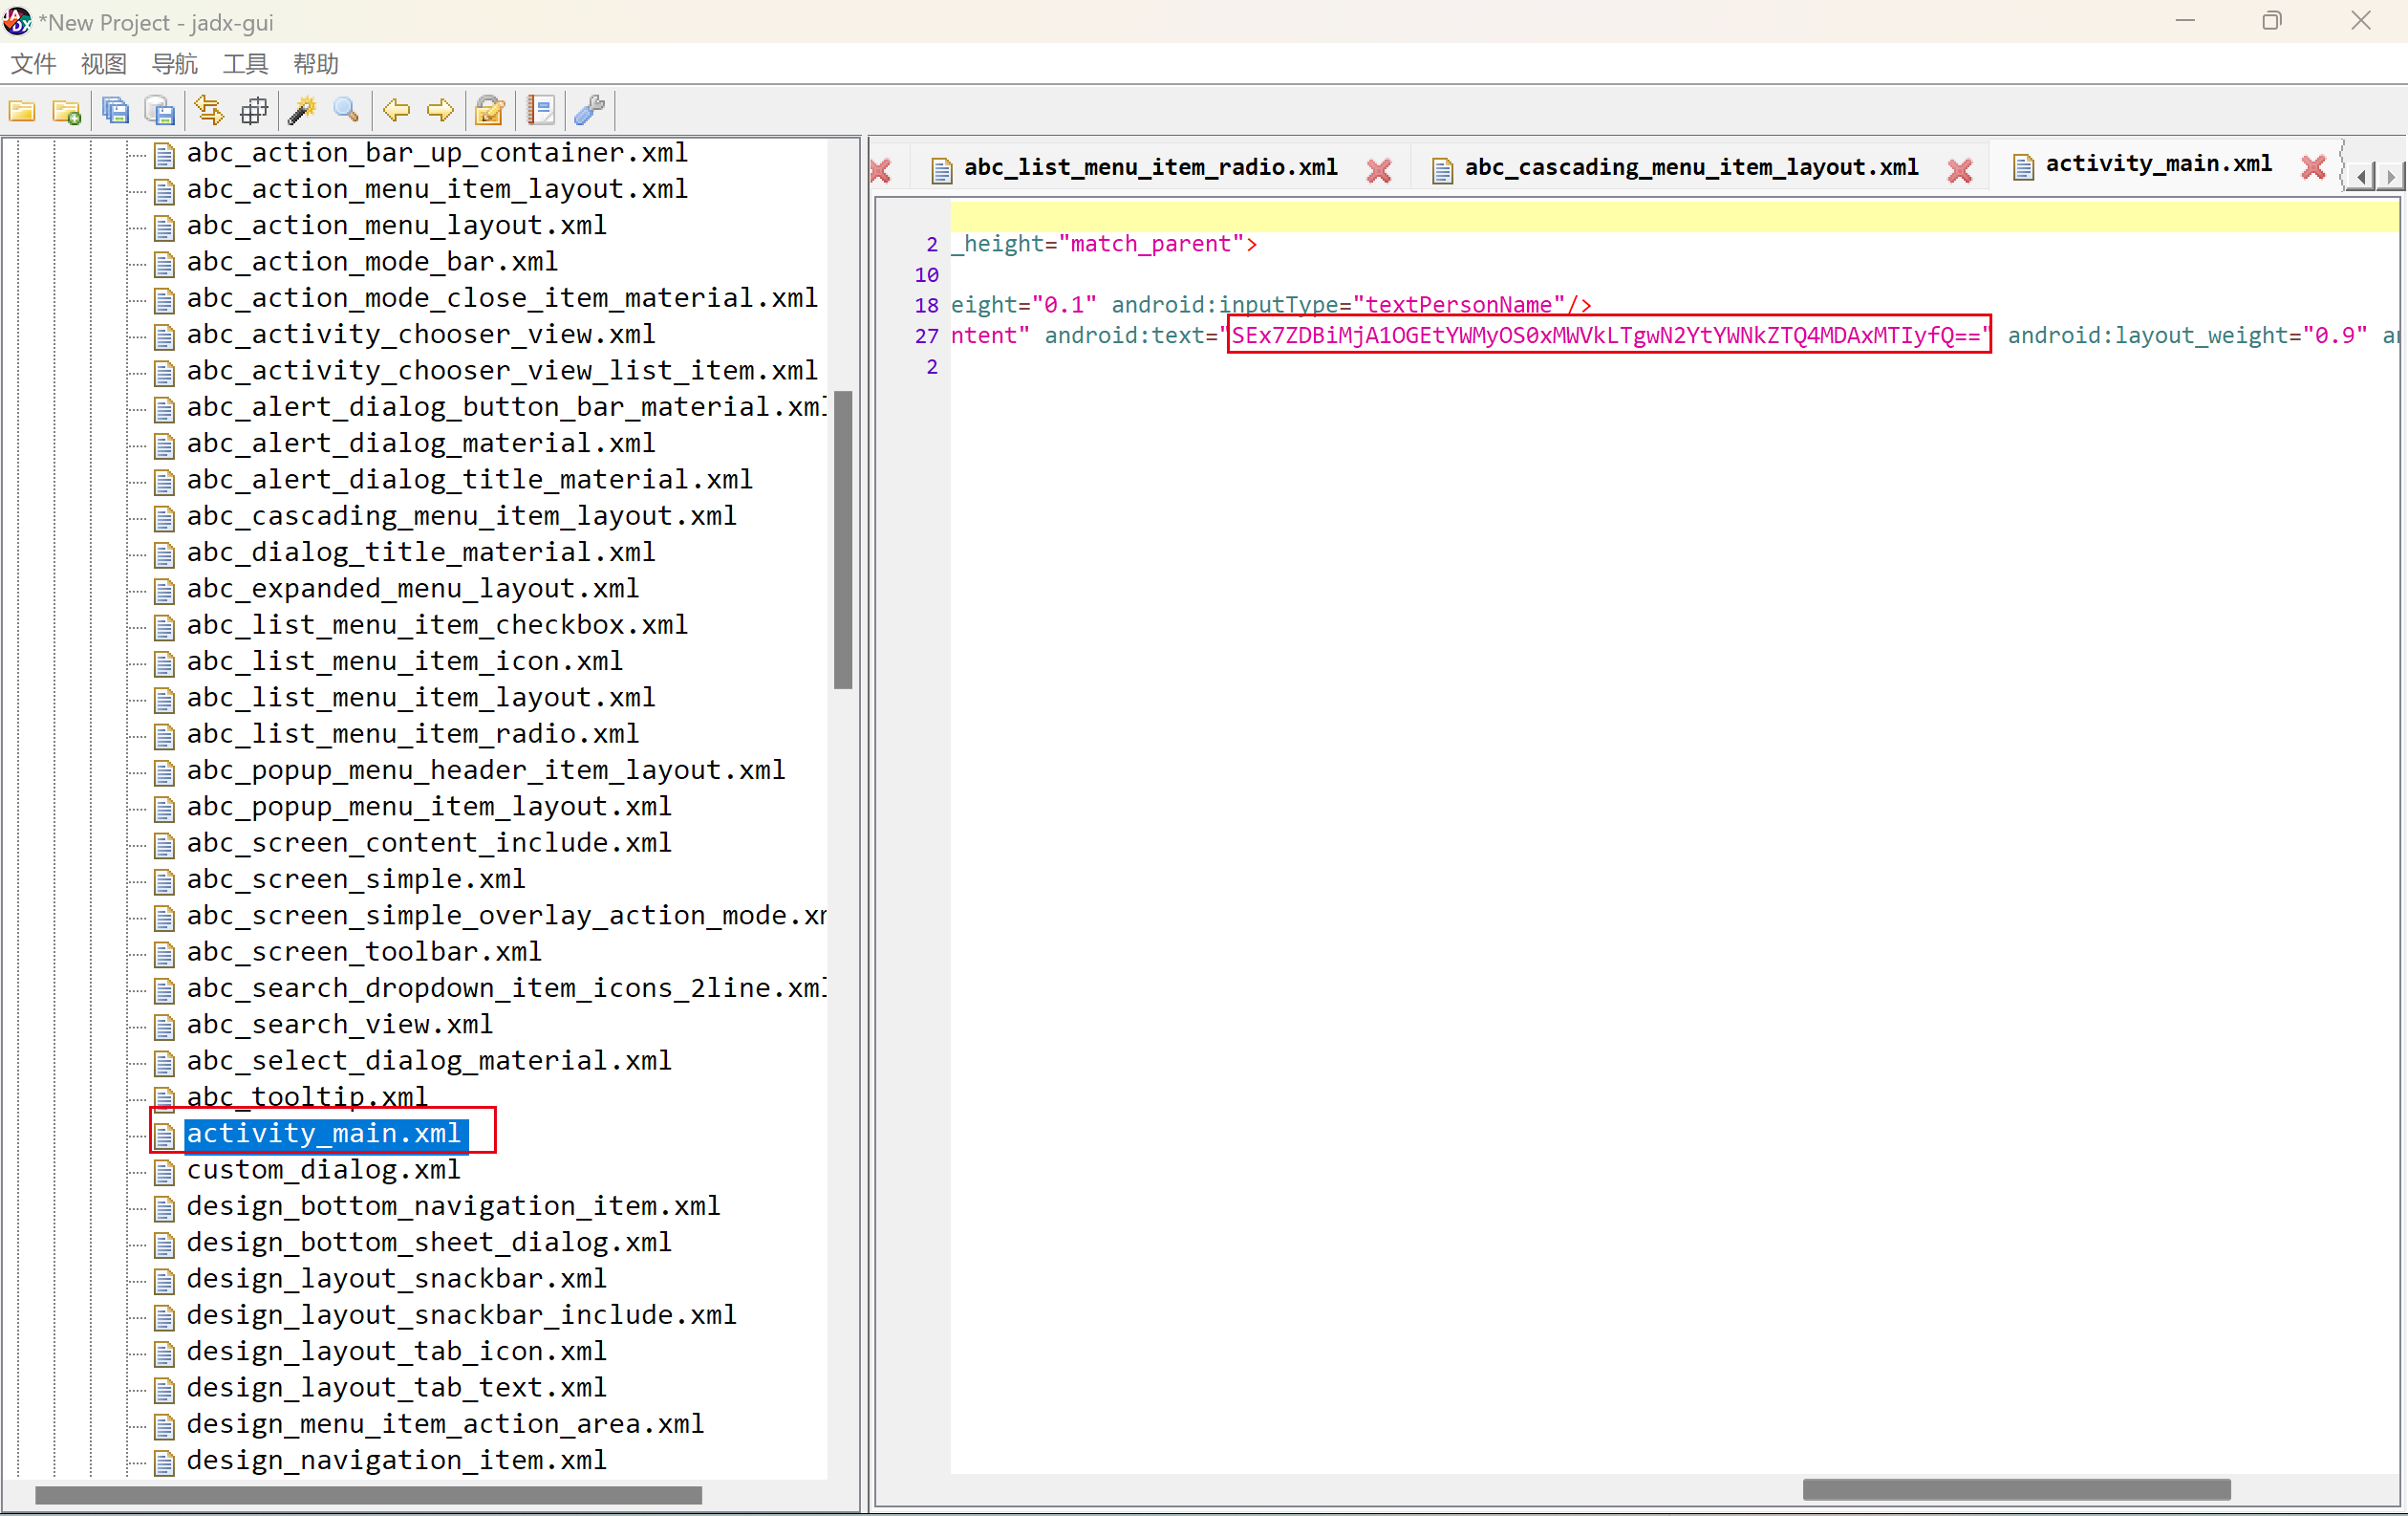 *New Project - jadx-gui
文件 视图 导航 工具 帮助
abc_action_bar_up_container.xml
abc_action_menu_item_layout.xml
abc_action_menu_layout.xml
abc_action_mode_bar.xml
abc_action_mode_close_item_material.xml
abc_activity_chooser_view.xml
abc_activity_chooser_view_list_item.xml
abc_alert_dialog_button_bar_material.xml
abc_alert_dialog_material.xml
abc_alert_dialog_title_material.xml
abc_cascading_menu_item_layout.xml
abc_dialog_title_material.xml
abc_expanded_menu_layout.xml
abc_list_menu_item_checkbox.xml
abc_list_menu_item_icon.xml
abc_list_menu_item_layout.xml
abc_list_menu_item_radio.xml
abc_popup_menu_header_item_layout.xml
abc_popup_menu_item_layout.xml
abc_screen_content_include.xml
abc_screen_simple.xml
abc_screen_simple_overlay_action_mode.xm
abc_screen_toolbar.xml
abc_search_dropdown_item_icons_2line.xml
abc_search_view.xml
abc_select_dialog_material.xml
abc_tooltip.xml
activity_main.xml
custom_dialog.xml
design_bottom_navigation_item.xml
design_bottom_sheet_dialog.xml
design_layout_snackbar.xml
design_layout_snackbar_include.xml
design_layout_tab_icon.xml
design_layout_tab_text.xml
design_menu_item_action_area.xml
design_navigation_item.xml
abc_list_menu_item_radio.xml abc_cascading_menu_item_layout.xml activity_main.xml
2 _height="match_parent">
10
18 eight="0.1" android:inputType="textPersonName"/>
27 ntent" android:text="SEx7ZDBiMjA1OGEtYWMyOS0xMWVkLTgwN2YtYWNkZTQ4MDAxMTIyfQ==" android:layout_weight="0.9" an
2